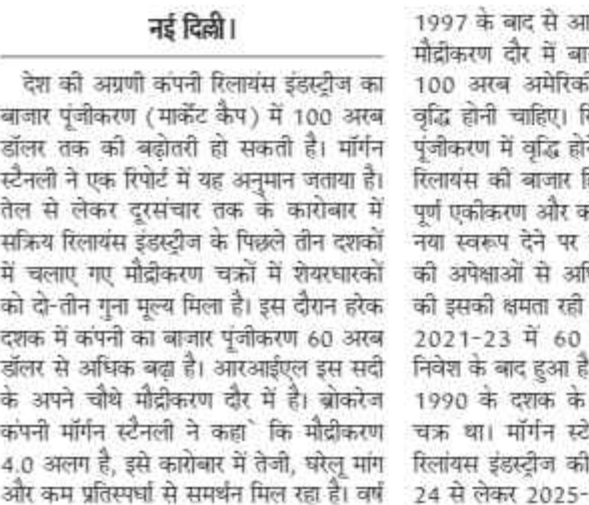 नई दिल्ली।
देश की अग्रणी कंपनी रिलायंस इंडस्ट्रीज का
बाजार पूंजीकरण (मार्केट कैप) में 100 अरब
डॉलर तक की बढ़ोतरी हो सकती है। मॉर्गन
स्टैनली ने एक रिपोर्ट में यह अनुमान जताया है।
तेल से लेकर दूरसंचार तक के कारोबार में
सक्रिय रिलायंस इंडस्ट्रीज के पिछले तीन दशकों
में चलाए गए मौद्रीकरण चक्रों में शेयरधारकों
को दो-तीन गुना मूल्य मिला है। इस दौरान हरेक
दशक में कंपनी का बाजार पूंजीकरण 60 अरब
डॉलर से अधिक बढ़ा है। आरआईएल इस सदी
के अपने चौथे मौद्रीकरण दौर में है। ब्रोकरेज
कंपनी मॉर्गन स्टैनली ने कहा` कि मौद्रीकरण
4.0 अलग है, इसे कारोबार में तेजी, घरेलू मांग
और कम प्रतिस्पर्धा से समर्थन मिल रहा है। वर्ष
1997 के बाद से
मौद्रीकरण दौर में
100 अरब
वृद्धि होनी चाहिए।
पूंजीकरण में वृद्धि
रिलायंस की बाजार
पूर्ण एकीकरण और
नया स्वरूप देने पर
की अपेक्षाओं से
की इसकी क्षमता रही
2021-23 में 60
निवेश के बाद हुआ
1990 के दशक के
चक्र था। मॉर्गन
रिलांयस इंडस्ट्रीज की
24 से लेकर 2025-